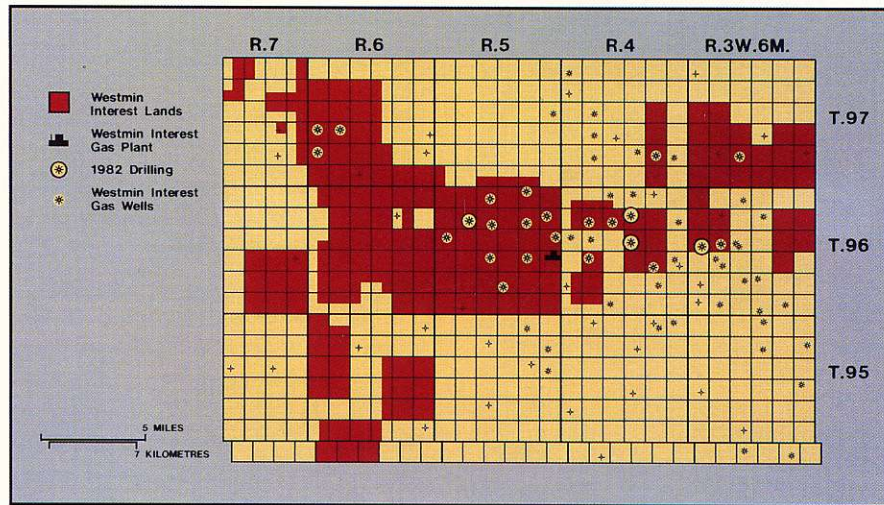 R.7 R.6 R.5 R.4 R.3W.6M.
Westmin
Interest Lands
Westmin Interest
Gas Plant
1982 Drilling
Westmin Interest
Gas Wells
T.97
T.96
T.95
5 MILES
7 KILOMETRES